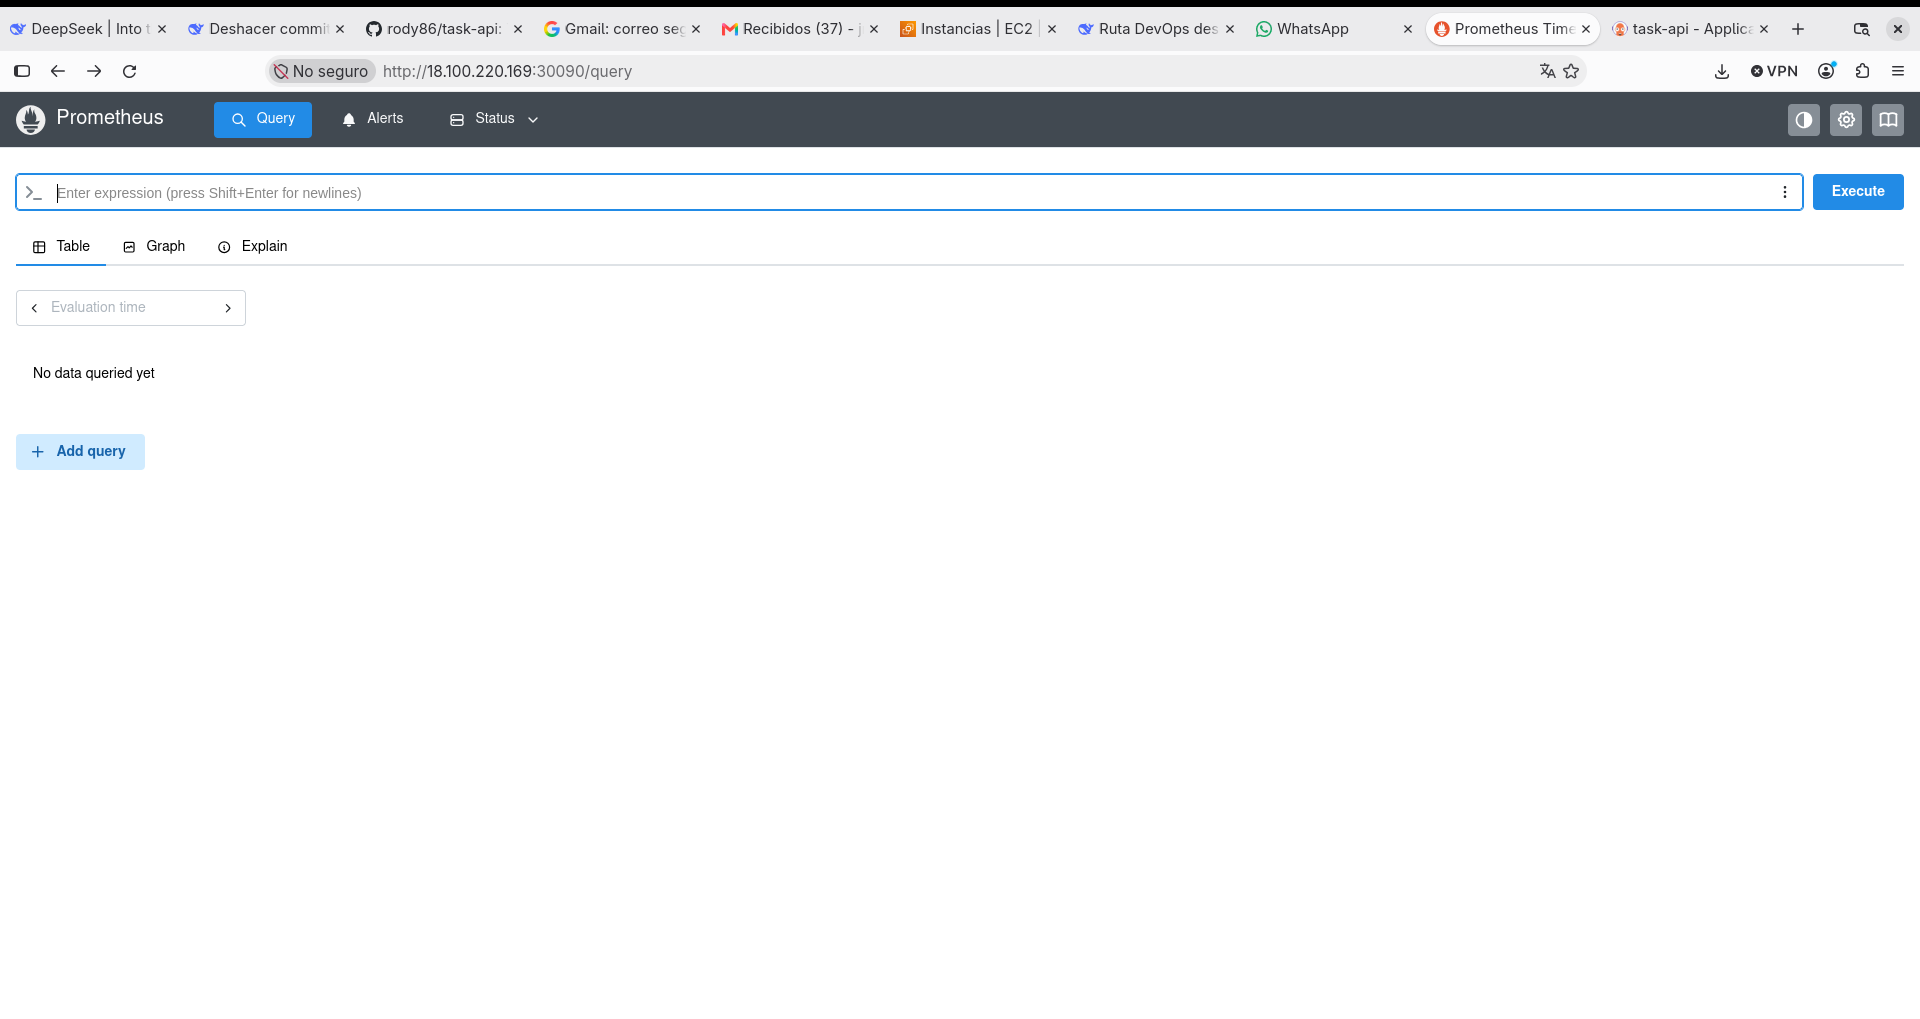 DeepSeek | Into t
Deshacer commit
rody86/task-api:
Gmail: correo seg
Recibidos (37) - j
Instancias | EC2
Ruta DevOps des
WhatsApp
Prometheus Time
task-api - Applica
No seguro
http://18.100.220.169:30090/query
VPN
Prometheus
Query
Alerts
Status
Enter expression (press Shift+Enter for newlines)
Execute
Table
Graph
Explain
Evaluation time
No data queried yet
Add query